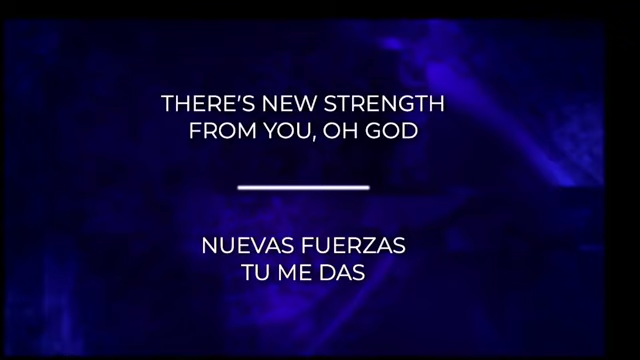 THERE'S NEW STRENGTH
FROM YOU, OH GOD
NUEVAS FUERZAS
TU ME DAS